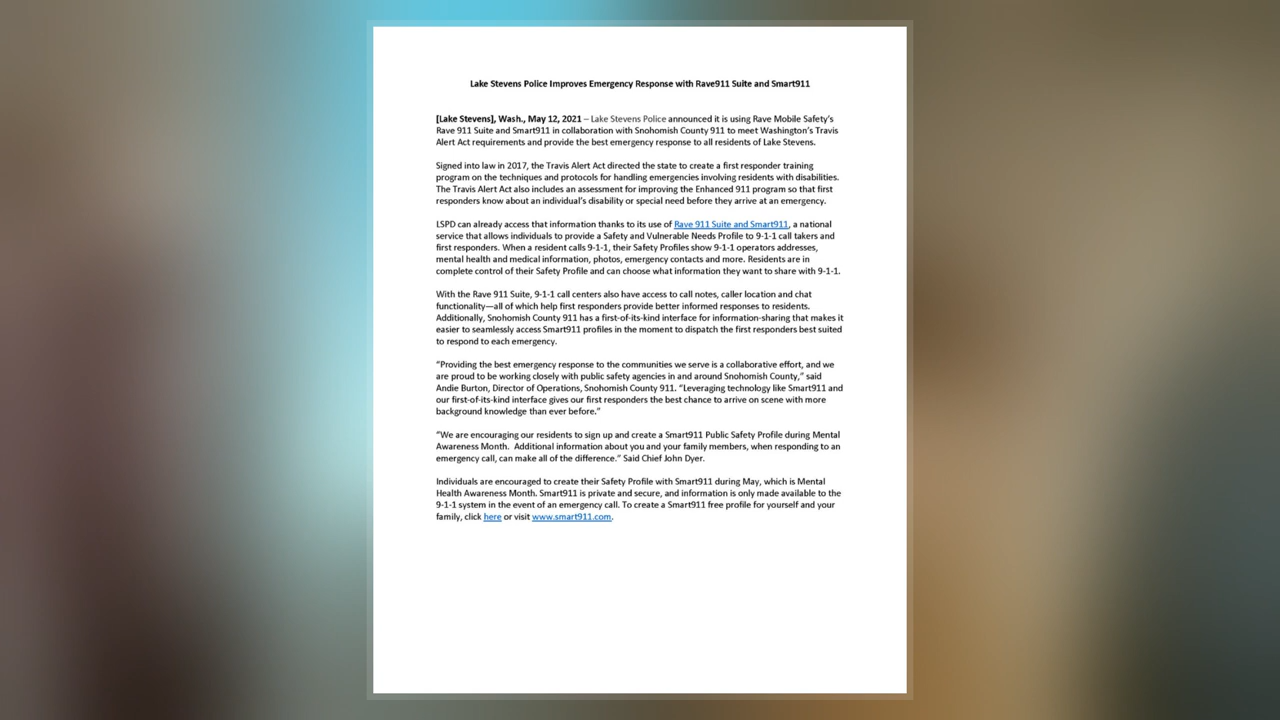 Lake Stevens Police Improves Emergency Response with Rave911 Suite and Smart911
[Lake Stevens], Wash., May 12, 2021 – Lake Stevens Police announced it is using Rave Mobile Safety's
Rave 911 Suite and Smart911 in collaboration with Snohomish County 911 to meet Washington's Travis
Alert Act requirements and provide the best emergency response to all residents of Lake Stevens.
Signed into law in 2017, the Travis Alert Act directed the state to create a first responder training
program on the techniques and protocols for handling emergencies involving residents with disabilities.
The Travis Alert Act also includes an assessment for improving the Enhanced 911 program so that first
responders know about an individual's disability or special need before they arrive at an emergency.
LSPD can already access that information thanks to its use of Rave 911 Suite and Smart911, a national
service that allows individuals to provide a Safety and Vulnerable Needs Profile to 9-1-1 call takers and
first responders. When a resident calls 9-1-1, their Safety Profiles show 9-1-1 operators addresses,
mental health and medical information, photos, emergency contacts and more. Residents are in
complete control of their Safety Profile and can choose what information they want to share with 9-1-1.
With the Rave 911 Suite, 9-1-1 call centers also have access to call notes, caller location and chat
functionality—all of which help first responders provide better informed responses to residents.
Additionally, Snohomish County 911 has a first-of-its-kind interface for information-sharing that makes it
easier to seamlessly access Smart911 profiles in the moment to dispatch the first responders best suited
to respond to each emergency.
"Providing the best emergency response to the communities we serve is a collaborative effort, and we
are proud to be working closely with public safety agencies in and around Snohomish County," said
Andie Burton, Director of Operations, Snohomish County 911. "Leveraging technology like Smart911 and
our first-of-its-kind interface gives our first responders the best chance to arrive on scene with more
background knowledge than ever before."
"We are encouraging our residents to sign up and create a Smart911 Public Safety Profile during Mental
Awareness Month.  Additional information about you and your family members, when responding to an
emergency call, can make all of the difference." Said Chief John Dyer.
Individuals are encouraged to create their Safety Profile with Smart911 during May, which is Mental
Health Awareness Month. Smart911 is private and secure, and information is only made available to the
9-1-1 system in the event of an emergency call. To create a Smart911 free profile for yourself and your
family, click here or visit www.smart911.com.